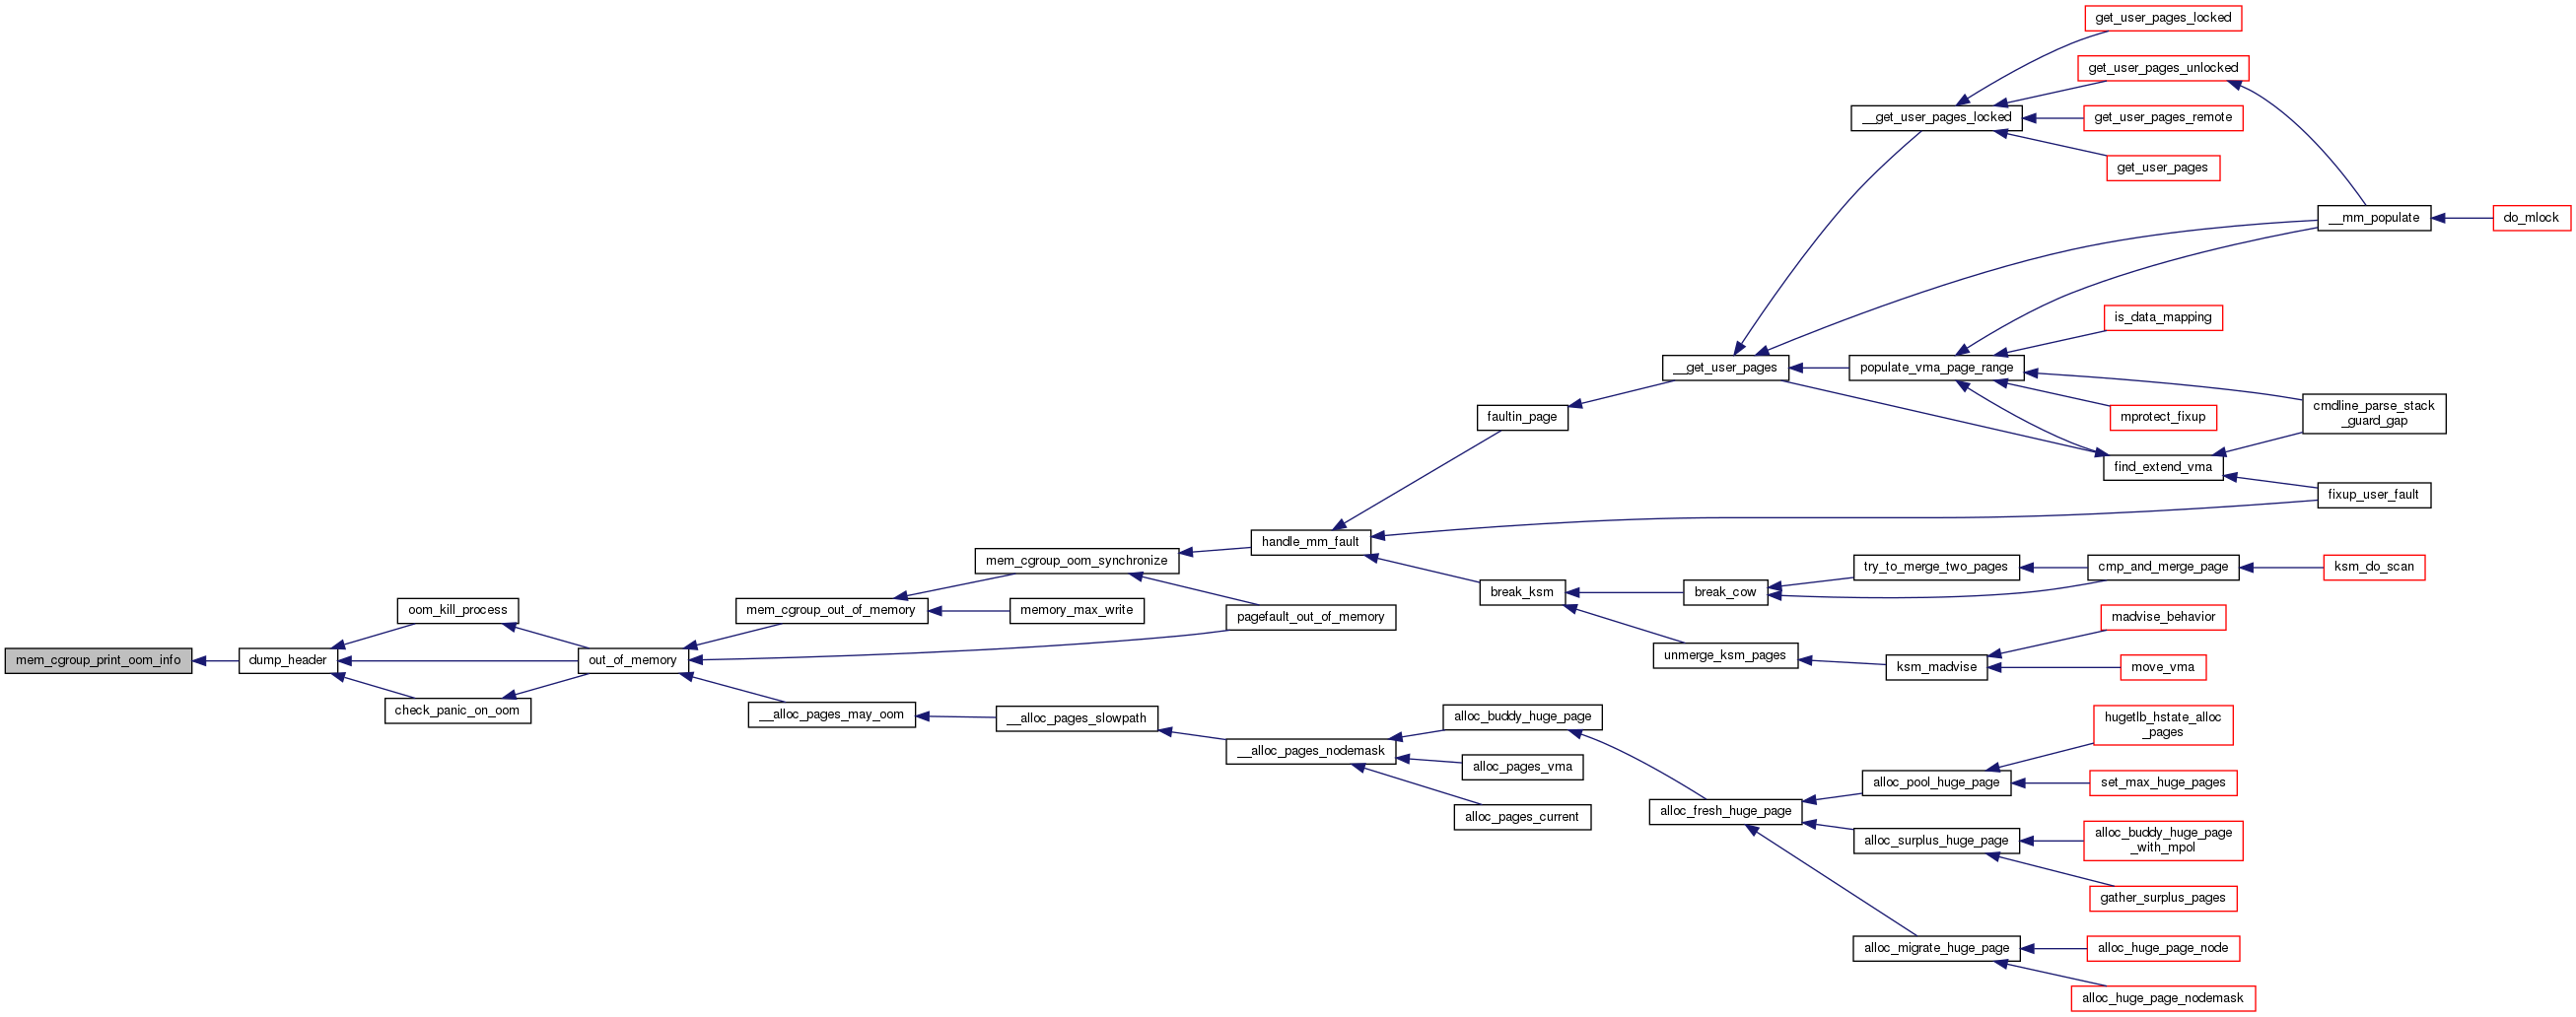 get_user_pages_locked
get_user_pages_unlocked
__get_user_pages_locked
get_user_pages_remote
get_user_pages
__mm_populate
do_mlock
is_data_mapping
__get_user_pages
populate_vma_page_range
cmdline_parse_stack
_guard_gap
mprotect_fixup
faultin_page
find_extend_vma
fixup_user_fault
handle_mm_fault
mem_cgroup_oom_synchronize
try_to_merge_two_pages
cmp_and_merge_page
ksm_do_scan
break_ksm
break_cow
oom_kill_process
mem_cgroup_out_of_memory
memory_max_write
pagefault_out_of_memory
madvise_behavior
unmerge_ksm_pages
ksm_madvise
move_vma
mem_cgroup_print_oom_info
dump_header
out_of_memory
check_panic_on_oom
__alloc_pages_may_oom
__alloc_pages_slowpath
alloc_buddy_huge_page
hugetlb_hstate_alloc
_pages
__alloc_pages_nodemask
alloc_pages_vma
alloc_pool_huge_page
set_max_huge_pages
alloc_pages_current
alloc_fresh_huge_page
alloc_surplus_huge_page
alloc_buddy_huge_page
_with_mpol
gather_surplus_pages
alloc_migrate_huge_page
alloc_huge_page_node
alloc_huge_page_nodemask